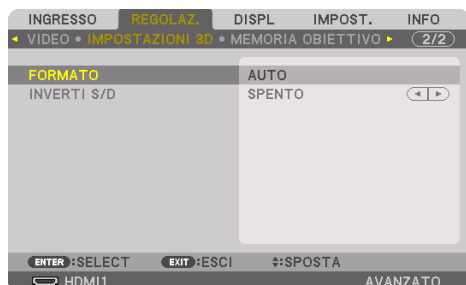 INGRESSO REGOLAZ. DISPL IMPOST. INFO
VIDEO • IMPOSTAZIONI 3D • MEMORIA OBIETTIVO 2/2
FORMATO AUTO
INVERTI S/D SPENTO
ENTER :SELECT EXIT :ESCI :SPOSTA
HDMI1 AVANZATO